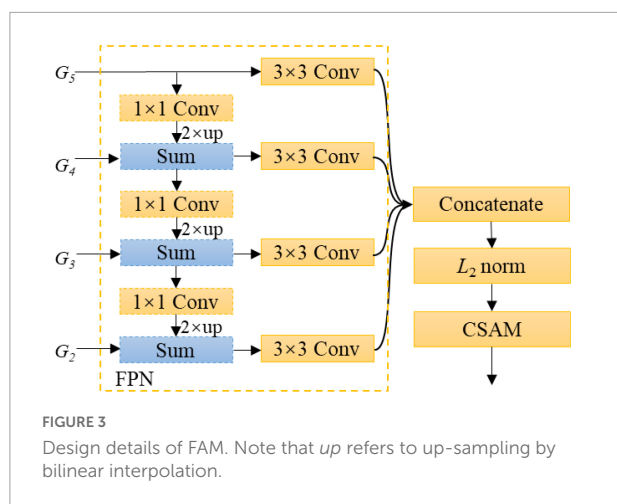 G5
3×3 Conv
1×1 Conv
2×up
G4
Sum
3×3 Conv
1×1 Conv
2×up
G3
Sum
3×3 Conv
1×1 Conv
2×up
G2
Sum
3×3 Conv
FPN
Concatenate
L2 norm
CSAM
FIGURE 3
Design details of FAM. Note that up refers to up-sampling by
bilinear interpolation.